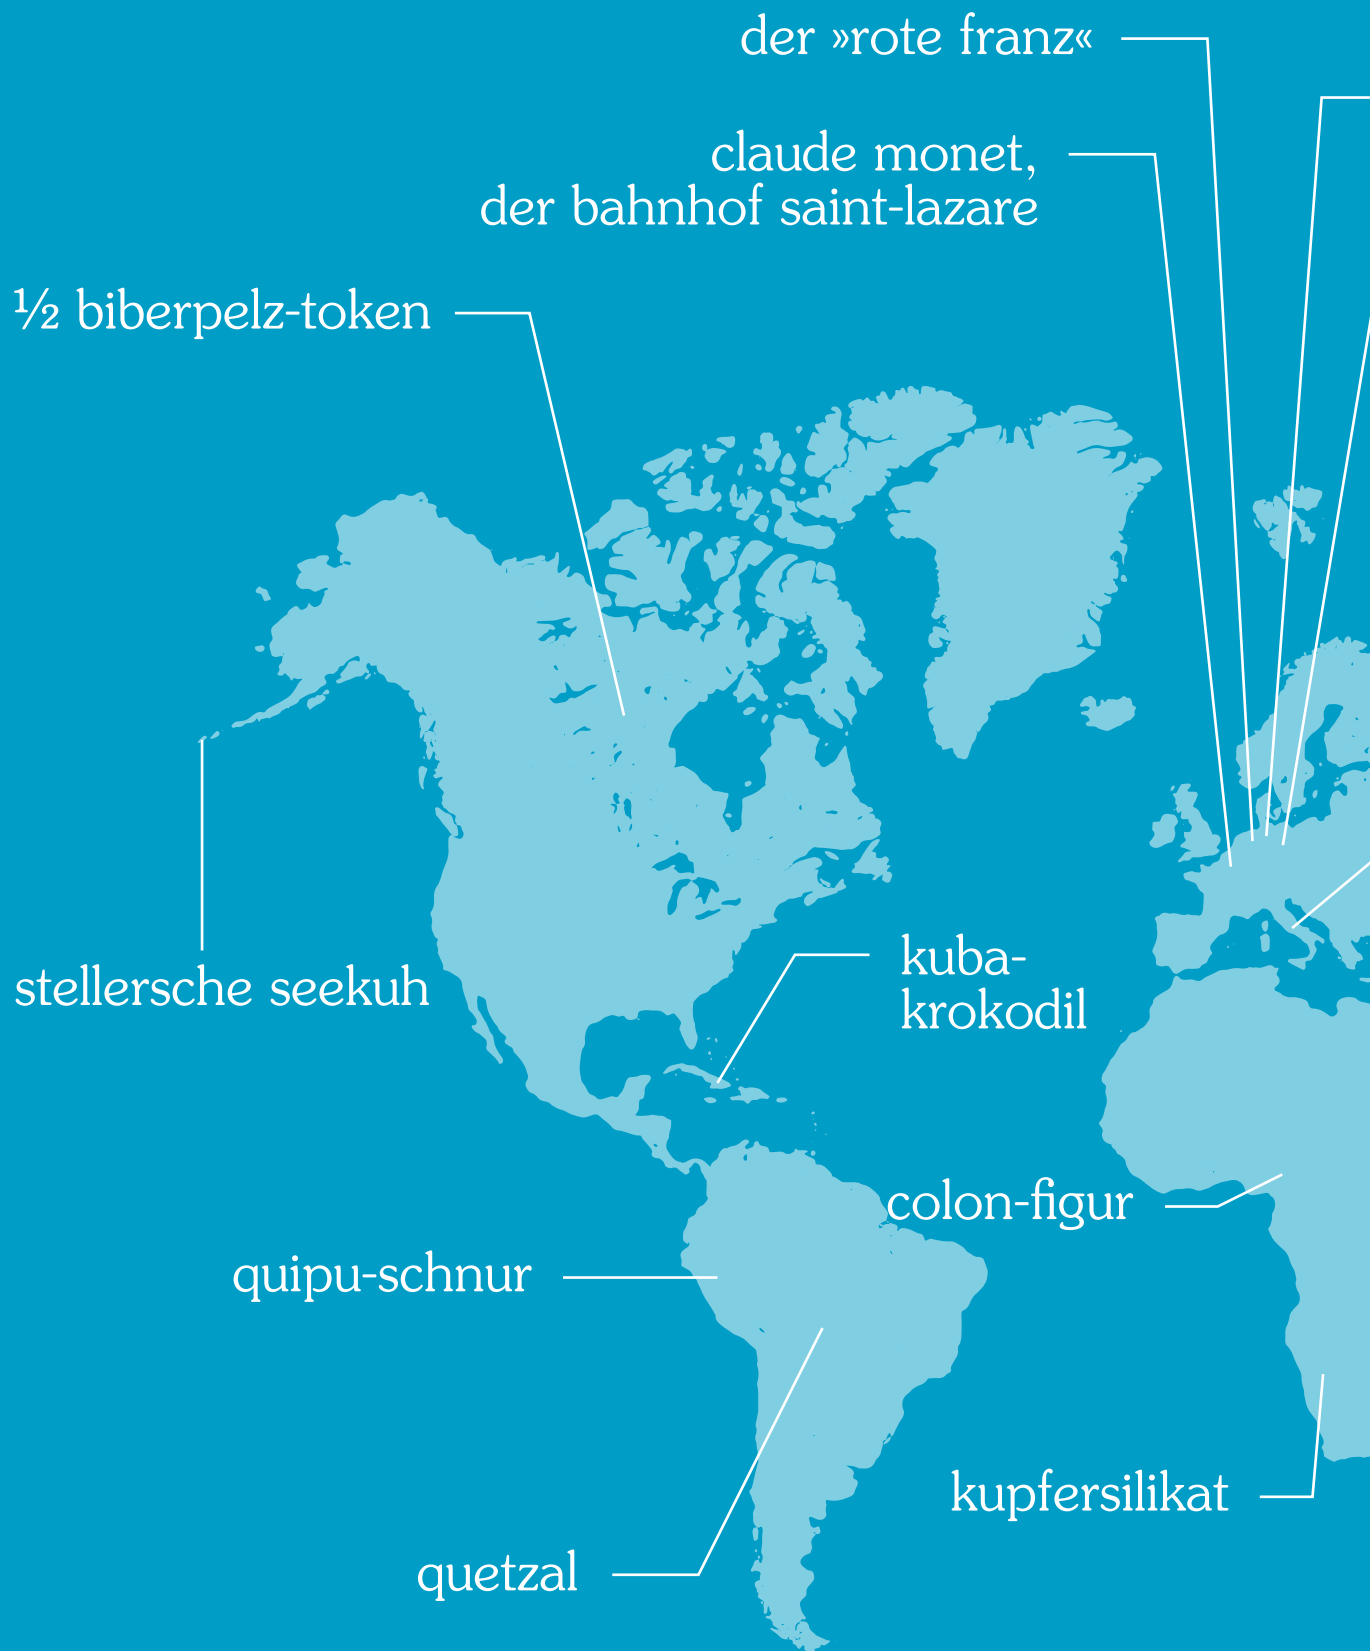 der »rote franz«
claude monet,
der bahnhof saint-lazare
½ biberpelz-token
stellersche seekuh
kuba-
krokodil
colon-figur
quipu-schnur
kupfersilikat
quetzal